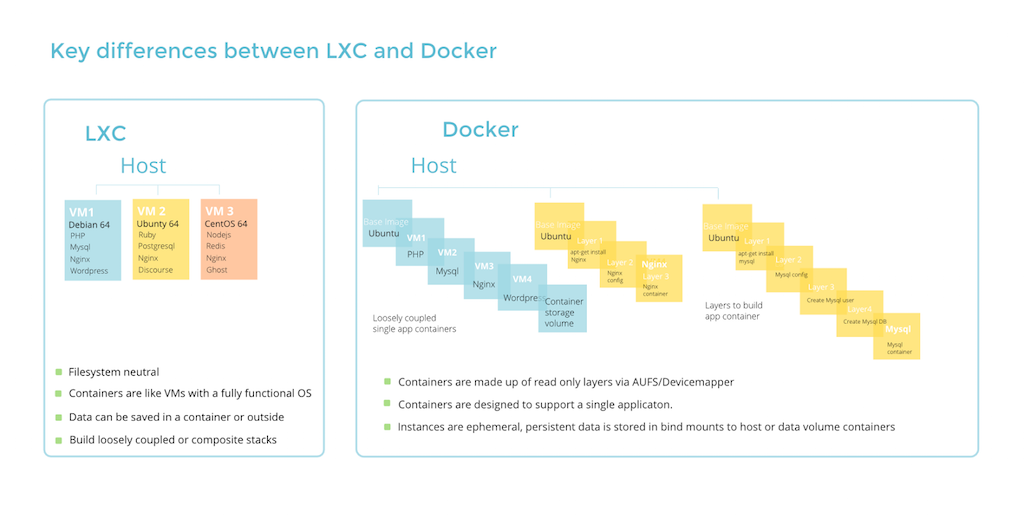 Key differences between LXC and Docker
LXC
Host
VM1
Debian 64
PHP
Mysql
Nginx
Wordpress
VM 2
Ubunty 64
Ruby
Postgresql
Nginx
Discourse
VM 3
CentOS 64
Nodejs
Redis
Nginx
Ghost
Filesystem neutral
Containers are like VMs with a fully functional OS
Data can be saved in a container or outside
Build loosely coupled or composite stacks
Docker
Host
Base Image
Ubuntu
VM1
PHP
VM2
Mysql
VM3
Nginx
VM4
Wordpress
Container
storage
volume
Loosely coupled
single app containers
Base Image
Ubuntu
Layer 1
apt-get install
Nginx
Layer 2
Nginx
config
Nginx
Layer 3
Nginx
container
Base Image
Ubuntu
Layer 1
apt-get install
mysql
Layer 2
Mysql config
Layer 3
Create Mysql user
Layer4
Create Mysql DB
Mysql
Mysql
container
Layers to build
app container
Containers are made up of read only layers via AUFS/Devicemapper
Containers are designed to support a single applicaton.
Instances are ephemeral, persistent data is stored in bind mounts to host or data volume containers